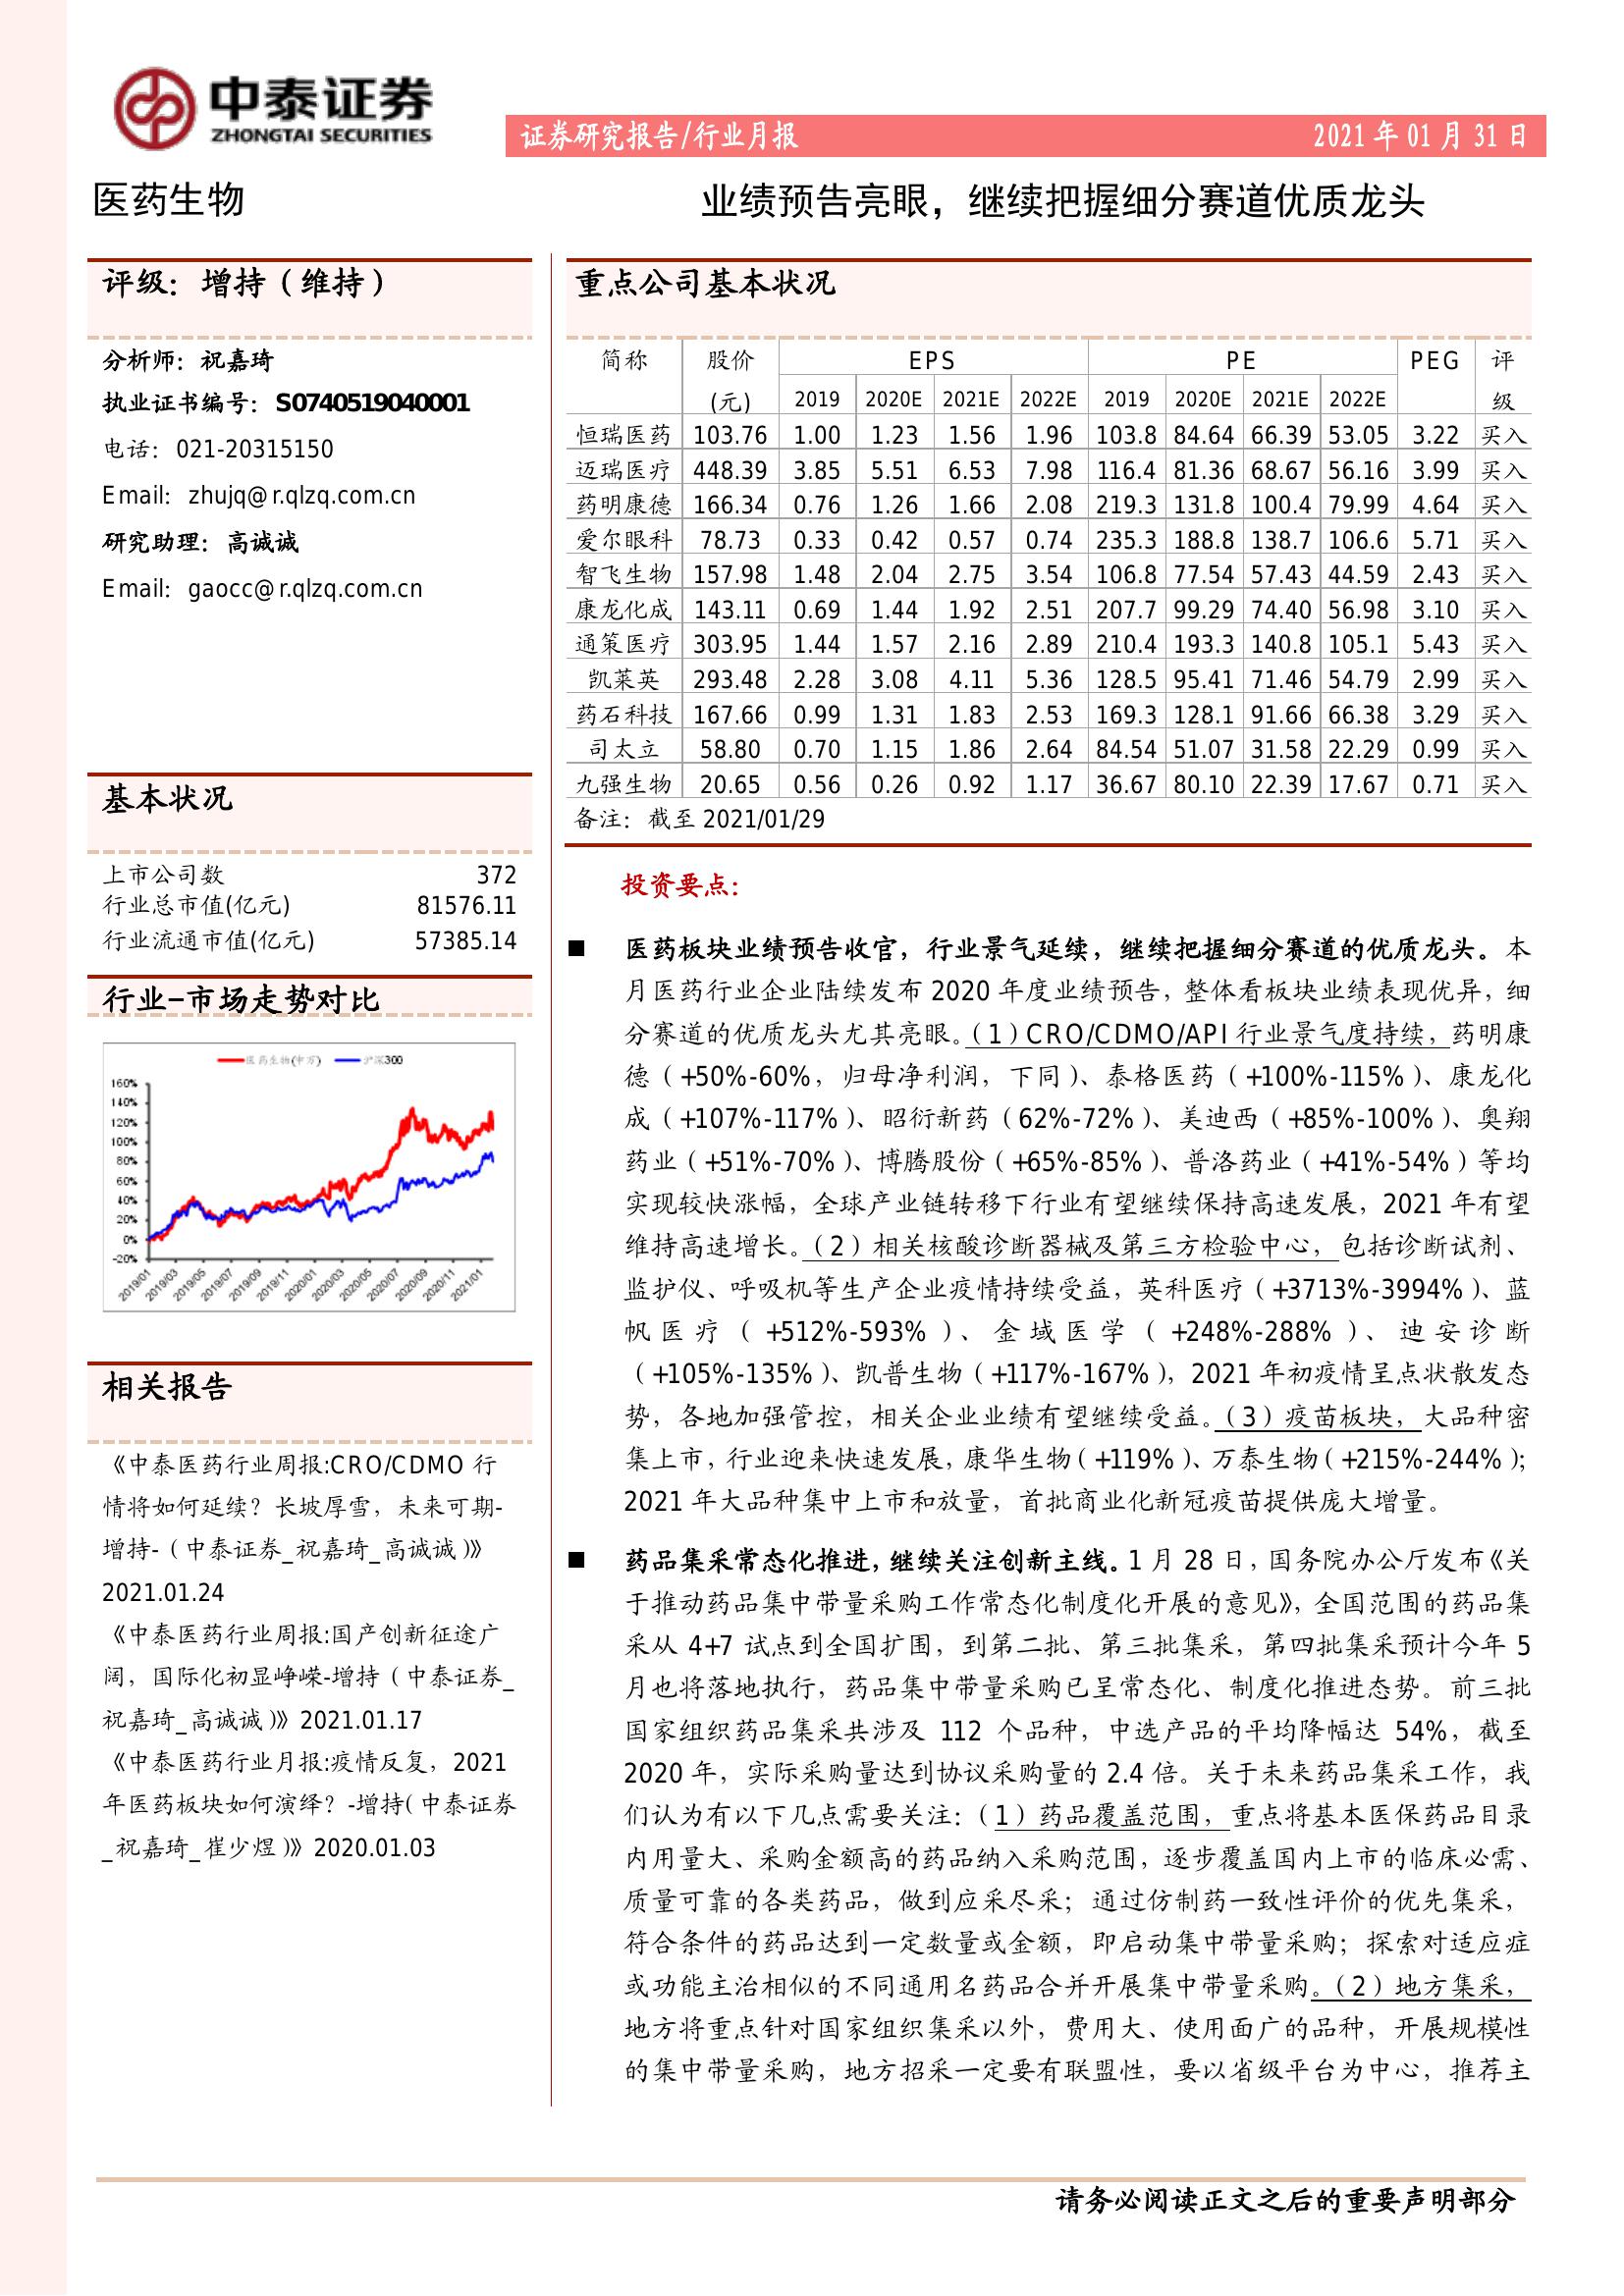 中泰证券
ZHONGTAI SECURITIES
证券研究报告/行业月报 2021 年 01 月 31 日
医药生物 业绩预告亮眼，继续把握细分赛道优质龙头
评级：增持（维持）
分析师：祝嘉琦
执业证书编号：S0740519040001
电话：021-20315150
Email：zhujq@r.qlzq.com.cn
研究助理：高诚诚
Email：gaocc@r.qlzq.com.cn
基本状况
上市公司数 372
行业总市值(亿元) 81576.11
行业流通市值(亿元) 57385.14
行业-市场走势对比
医药生物(申万) 沪深300
160%
140%
120%
100%
80%
60%
40%
20%
0%
-20%
2019/01 2019/03 2019/05 2019/07 2019/09 2019/11 2020/01 2020/03 2020/05 2020/07 2020/09 2020/11 2021/01
相关报告
《中泰医药行业周报:CRO/CDMO 行
情将如何延续？长坡厚雪，未来可期-
增持-（中泰证券_祝嘉琦_高诚诚）》
2021.01.24
《中泰医药行业周报:国产创新征途广
阔，国际化初显峥嵘-增持（中泰证券_
祝嘉琦_高诚诚）》2021.01.17
《中泰医药行业月报:疫情反复，2021
年医药板块如何演绎？-增持（中泰证券
_祝嘉琦_崔少煜）》2020.01.03
重点公司基本状况
简称 股价 EPS PE PEG 评
(元) 2019 2020E 2021E 2022E 2019 2020E 2021E 2022E 级
恒瑞医药 103.76 1.00 1.23 1.56 1.96 103.8 84.64 66.39 53.05 3.22 买入
迈瑞医疗 448.39 3.85 5.51 6.53 7.98 116.4 81.36 68.67 56.16 3.99 买入
药明康德 166.34 0.76 1.26 1.66 2.08 219.3 131.8 100.4 79.99 4.64 买入
爱尔眼科 78.73 0.33 0.42 0.57 0.74 235.3 188.8 138.7 106.6 5.71 买入
智飞生物 157.98 1.48 2.04 2.75 3.54 106.8 77.54 57.43 44.59 2.43 买入
康龙化成 143.11 0.69 1.44 1.92 2.51 207.7 99.29 74.40 56.98 3.10 买入
通策医疗 303.95 1.44 1.57 2.16 2.89 210.4 193.3 140.8 105.1 5.43 买入
凯莱英 293.48 2.28 3.08 4.11 5.36 128.5 95.41 71.46 54.79 2.99 买入
药石科技 167.66 0.99 1.31 1.83 2.53 169.3 128.1 91.66 66.38 3.29 买入
司太立 58.80 0.70 1.15 1.86 2.64 84.54 51.07 31.58 22.29 0.99 买入
九强生物 20.65 0.56 0.26 0.92 1.17 36.67 80.10 22.39 17.67 0.71 买入
备注：截至 2021/01/29
投资要点：
■ 医药板块业绩预告收官，行业景气延续，继续把握细分赛道的优质龙头。本
月医药行业企业陆续发布 2020 年度业绩预告，整体看板块业绩表现优异，细
分赛道的优质龙头尤其亮眼。（1）CRO/CDMO/API 行业景气度持续，药明康
德（+50%-60%，归母净利润，下同）、泰格医药（+100%-115%）、康龙化
成（+107%-117%）、昭衍新药（62%-72%）、美迪西（+85%-100%）、奥翔
药业（+51%-70%）、博腾股份（+65%-85%）、普洛药业（+41%-54%）等均
实现较快涨幅，全球产业链转移下行业有望继续保持高速发展，2021 年有望
维持高速增长。（2）相关核酸诊断器械及第三方检验中心，包括诊断试剂、
监护仪、呼吸机等生产企业疫情持续受益，英科医疗（+3713%-3994%）、蓝
帆医疗（+512%-593%）、金域医学（+248%-288%）、迪安诊断
（+105%-135%）、凯普生物（+117%-167%），2021 年初疫情呈点状散发态
势，各地加强管控，相关企业业绩有望继续受益。（3）疫苗板块，大品种密
集上市，行业迎来快速发展，康华生物（+119%）、万泰生物（+215%-244%）；
2021 年大品种集中上市和放量，首批商业化新冠疫苗提供庞大增量。
■ 药品集采常态化推进，继续关注创新主线。1 月 28 日，国务院办公厅发布《关
于推动药品集中带量采购工作常态化制度化开展的意见》，全国范围的药品集
采从 4+7 试点到全国扩围，到第二批、第三批集采，第四批集采预计今年 5
月也将落地执行，药品集中带量采购已呈常态化、制度化推进态势。前三批
国家组织药品集采共涉及 112 个品种，中选产品的平均降幅达 54%，截至
2020 年，实际采购量达到协议采购量的 2.4 倍。关于未来药品集采工作，我
们认为有以下几点需要关注：（1）药品覆盖范围，重点将基本医保药品目录
内用量大、采购金额高的药品纳入采购范围，逐步覆盖国内上市的临床必需、
质量可靠的各类药品，做到应采尽采；通过仿制药一致性评价的优先集采，
符合条件的药品达到一定数量或金额，即启动集中带量采购；探索对适应症
或功能主治相似的不同通用名药品合并开展集中带量采购。（2）地方集采，
地方将重点针对国家组织集采以外，费用大、使用面广的品种，开展规模性
的集中带量采购，地方招采一定要有联盟性，要以省级平台为中心，推荐主
请务必阅读正文之后的重要声明部分